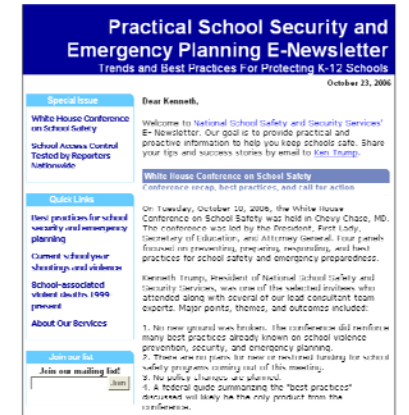 Practical School Security and
Emergency Planning E-Newsletter
Trends and Best Practices For Protecting K-12 Schools
October 23, 2006
Special Issue
White House Conference
on School Safety
School Access Control
Tested by Reporters
Nationwide
Quick Links
Best practices for school
security and emergency
planning
Current school year
shootings and violence
School-associated
violent deaths 1999
present
About Our Services
Join our list
Join our mailing list!
Join
Dear Kenneth,
Welcome to National School Safety and Security Services'
E- Newsletter. Our goal is to provide practical and
proactive information to help you keep schools safe. Share
your tips and success stories by email to Ken Trump.
White House Conference on School Safety
Conference recap, best practices, and call for action
On Tuesday, October 10, 2006, the White House
Conference on School Safety was held in Chevy Chase, MD.
The conference was led by the President, First Lady,
Secretary of Education, and Attorney General. Four panels
focused on preventing, preparing, responding, and best
practices for school safety and emergency preparedness.
Kenneth Trump, President of National School Safety and
Security Services, was one of the selected invitees who
attended along with several of our lead consultant team
experts. Major points, themes, and outcomes included:
1. No new ground was broken. The conference did reinforce
many best practices already known on school violence
prevention, security, and emergency planning.
2. There are no plans for new or restored funding for school
safety programs coming out of this meeting.
3. No policy changes are planned.
4. A federal guide summarizing the "best practices"
discussed will likely be the only product from the
conference.